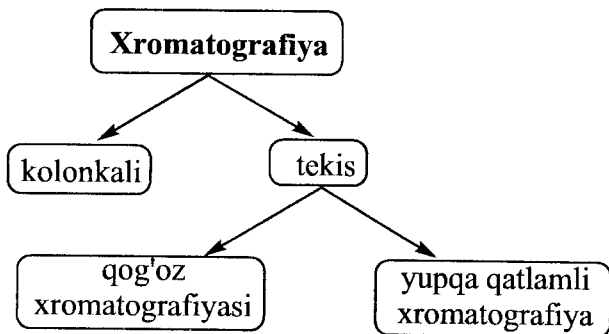 Xromatografiya
kolonkali
tekis
qog'oz
xromatografiyasi
yupqa qatlamli
xromatografiya